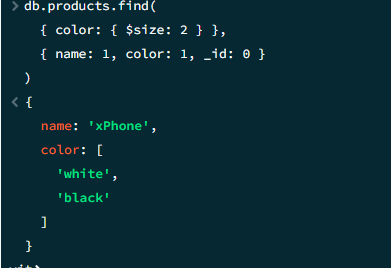 > db.products.find(
{ color: { $size: 2 } },
{ name: 1, color: 1, _id: 0 }
)
< {
name: 'xPhone',
color: [
'white',
'black'
]
}